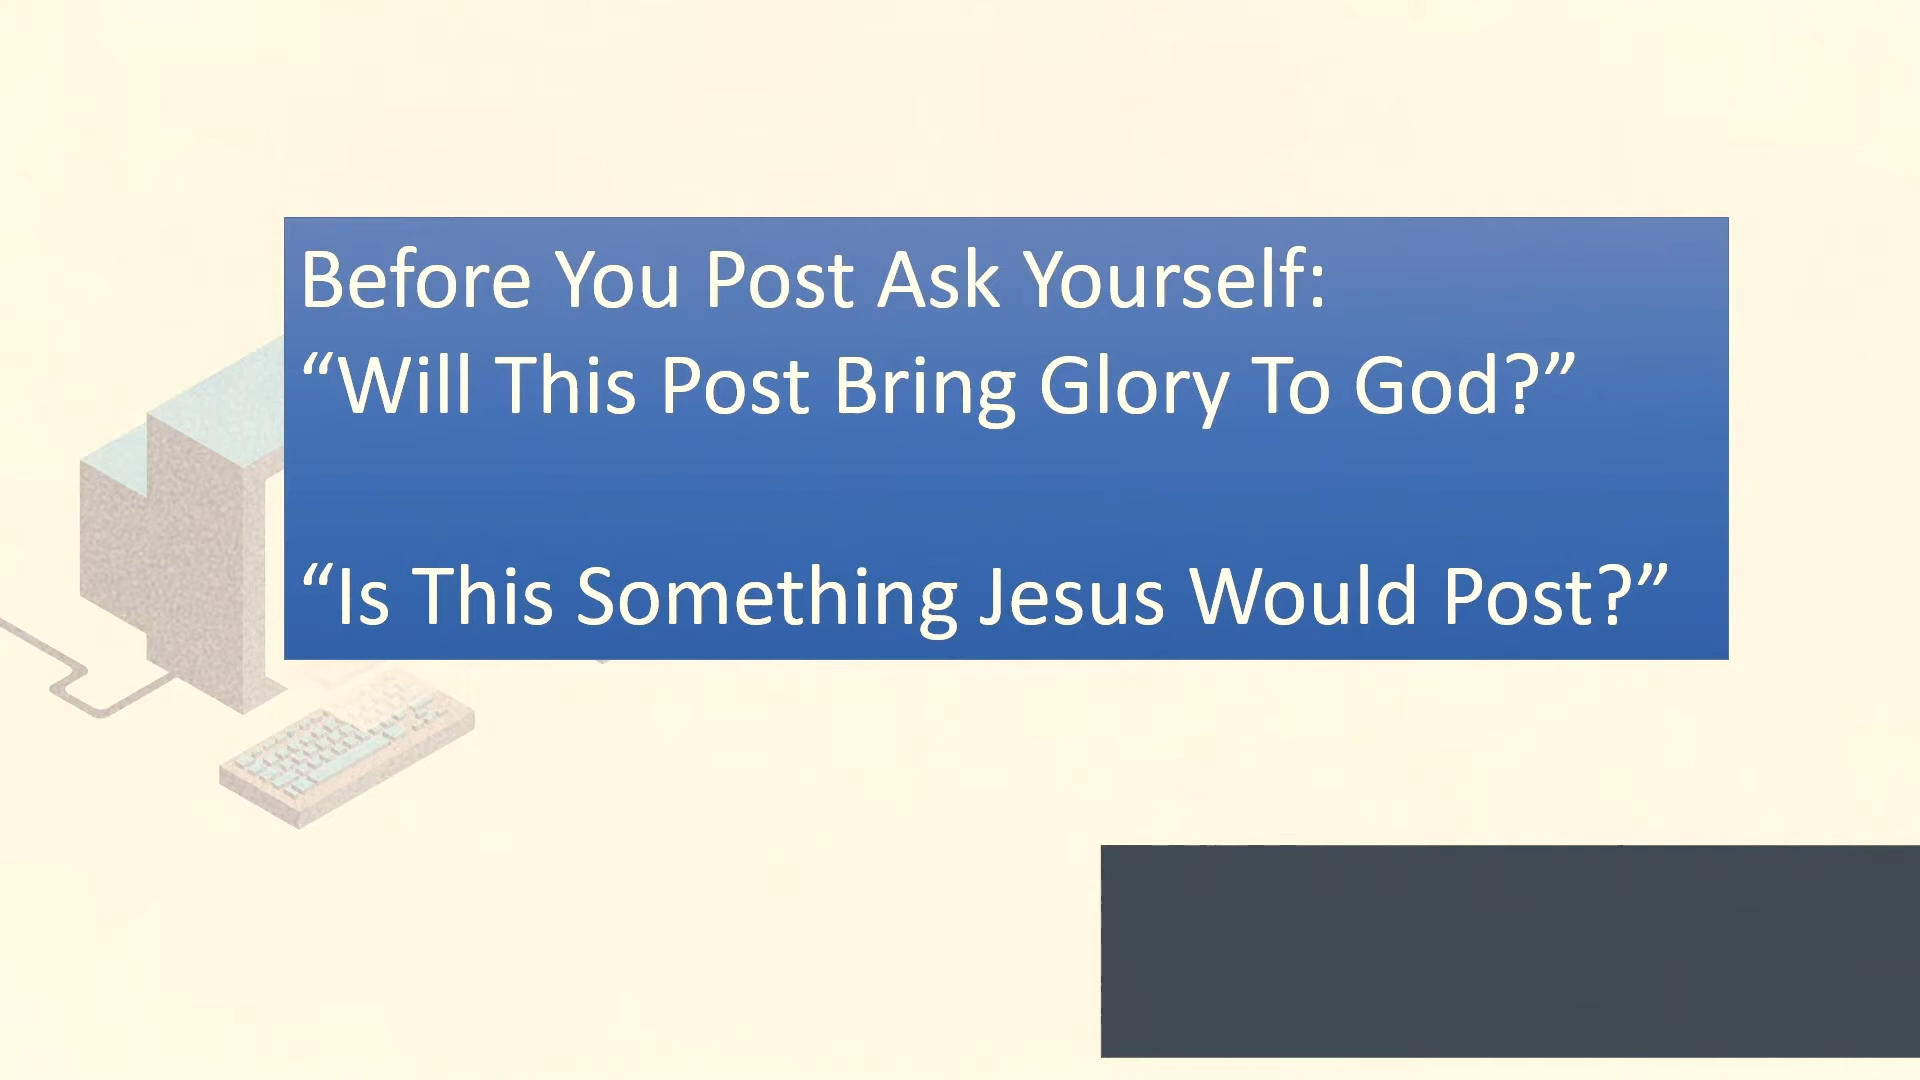 Before You Post Ask Yourself:
“Will This Post Bring Glory To God?”
“Is This Something Jesus Would Post?”